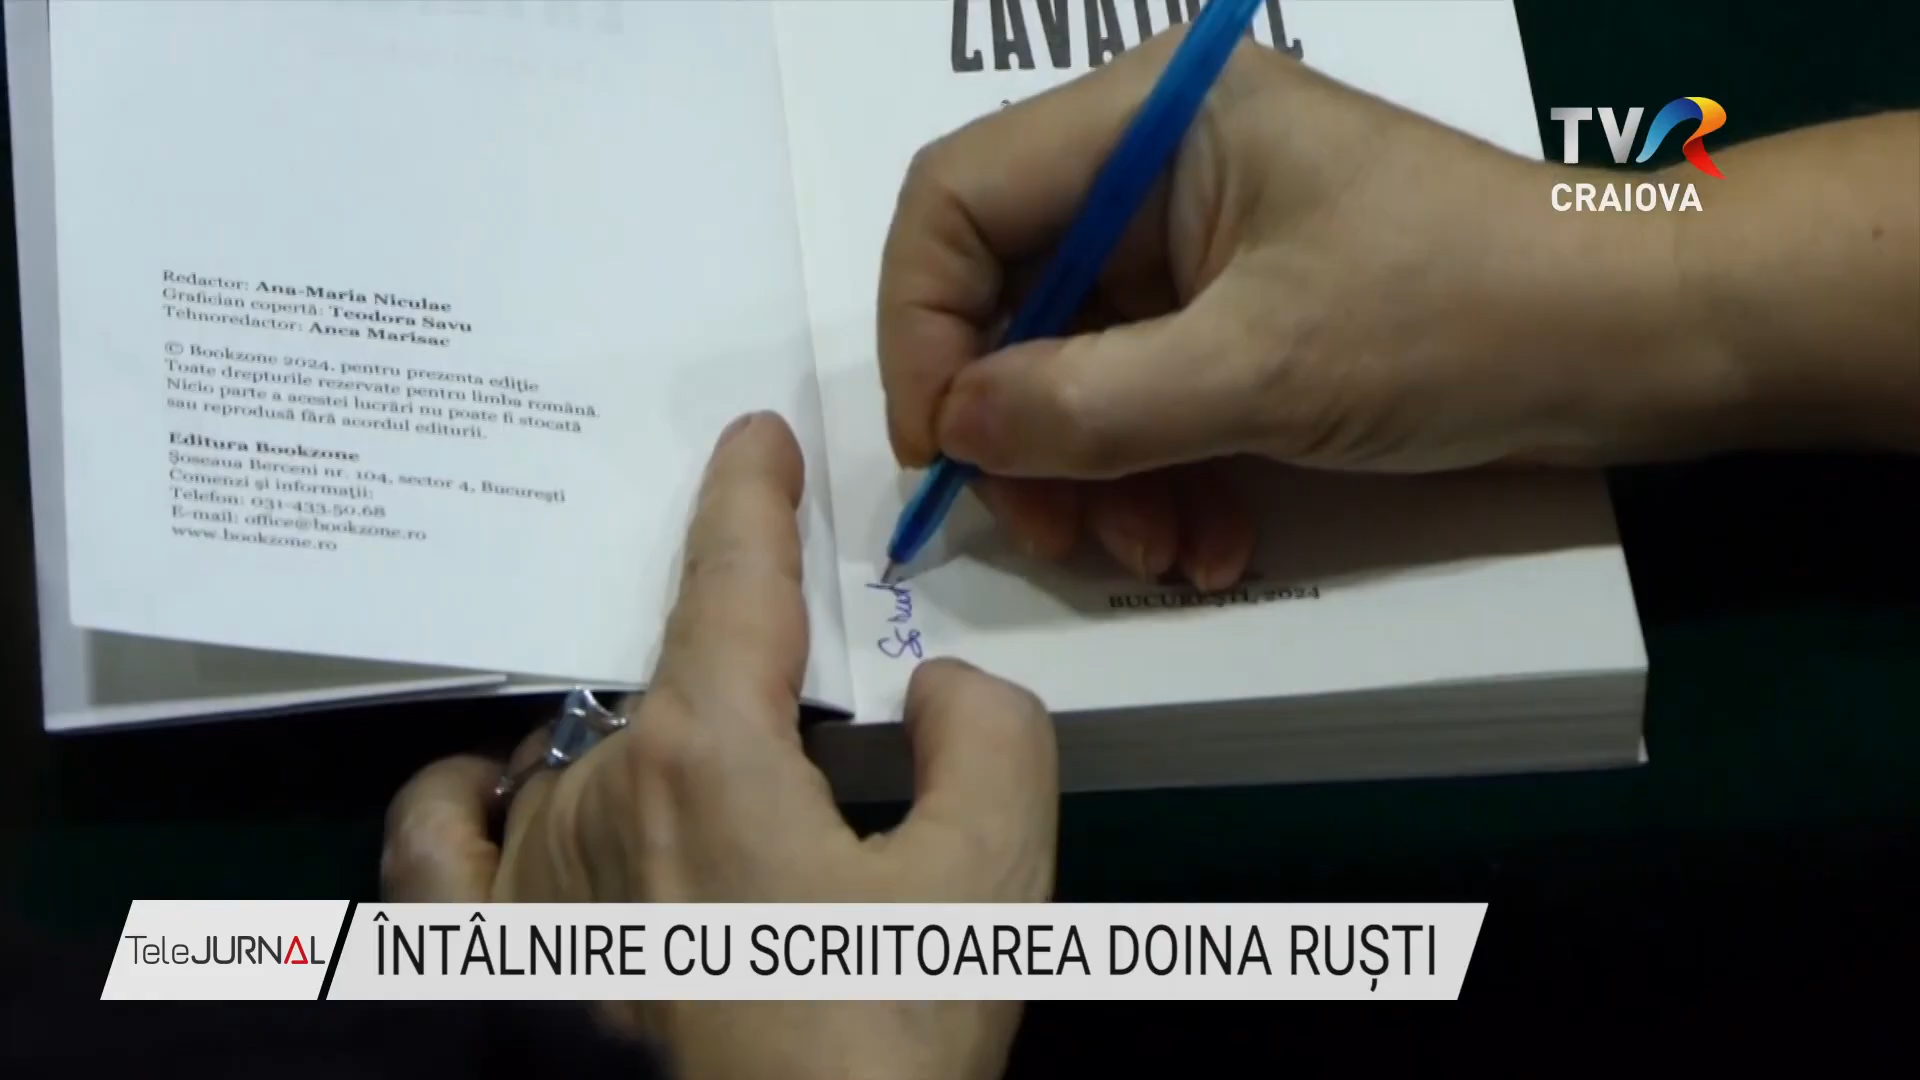 ZAVAIDOC
TVR
CRAIOVA
Redactor: Ana-Maria Niculae
Grafician copertă: Teodora Savu
Tehnoredactor: Anca Marisac
© Bookzone 2024, pentru prezenta ediție
Toate drepturile rezervate pentru limba română.
Nicio parte a acestei lucrări nu poate fi stocată
sau reprodusă fără acordul editurii.
Editura Bookzone
Șoseaua Berceni nr. 104, sector 4, București
Comenzi și informații:
Telefon: 031-433.50.68
E-mail: office@bookzone.ro
www.bookzone.ro
BUCUREȘTI, 2024
TeleJURNAL
ÎNTÂLNIRE CU SCRIITOAREA DOINA RUȘTI